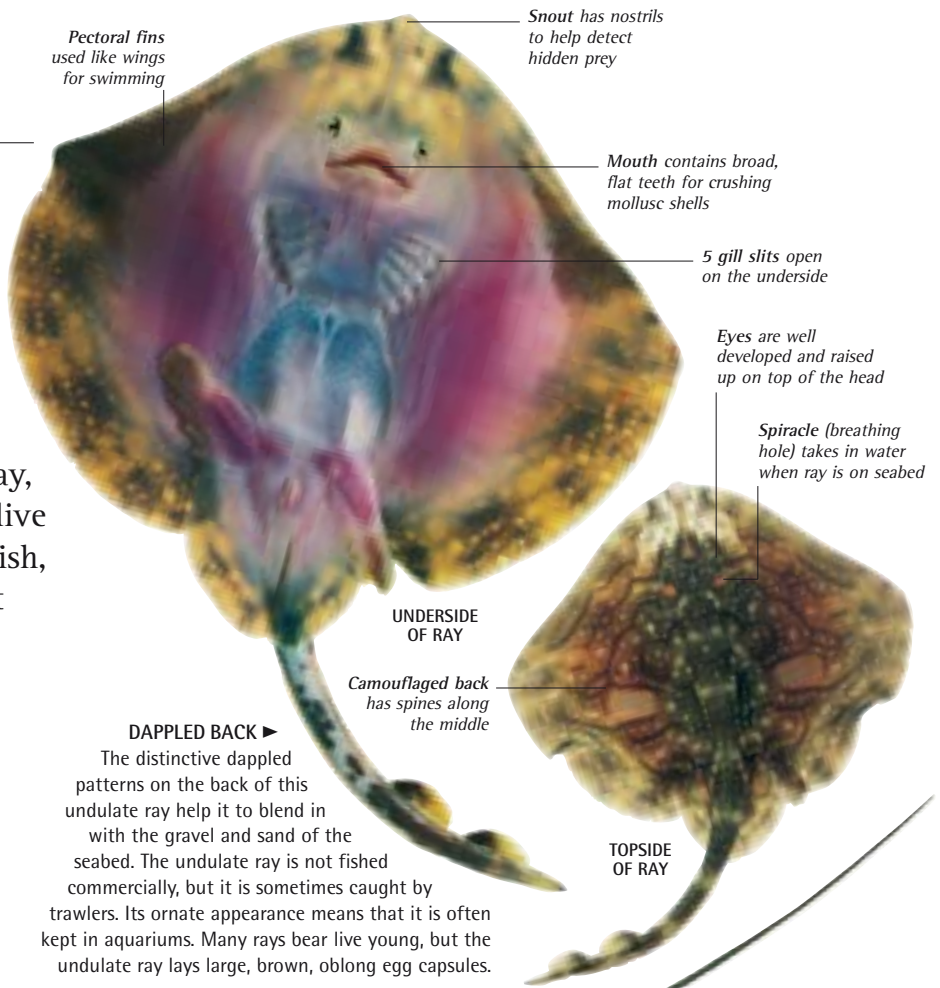 Pectoral fins
used like wings
for swimming
Snout has nostrils
to help detect
hidden prey
Mouth contains broad,
flat teeth for crushing
mollusc shells
5 gill slits open
on the underside
Eyes are well
developed and raised
up on top of the head
Spiracle (breathing
hole) takes in water
when ray is on seabed
ay,
live
ish,
UNDERSIDE
OF RAY
Camouflaged back
has spines along
the middle
DAPPLED BACK ►
The distinctive dappled
patterns on the back of this
undulate ray help it to blend in
with the gravel and sand of the
seabed. The undulate ray is not fished
commercially, but it is sometimes caught by
trawlers. Its ornate appearance means that it is often
kept in aquariums. Many rays bear live young, but the
undulate ray lays large, brown, oblong egg capsules.
TOPSIDE
OF RAY